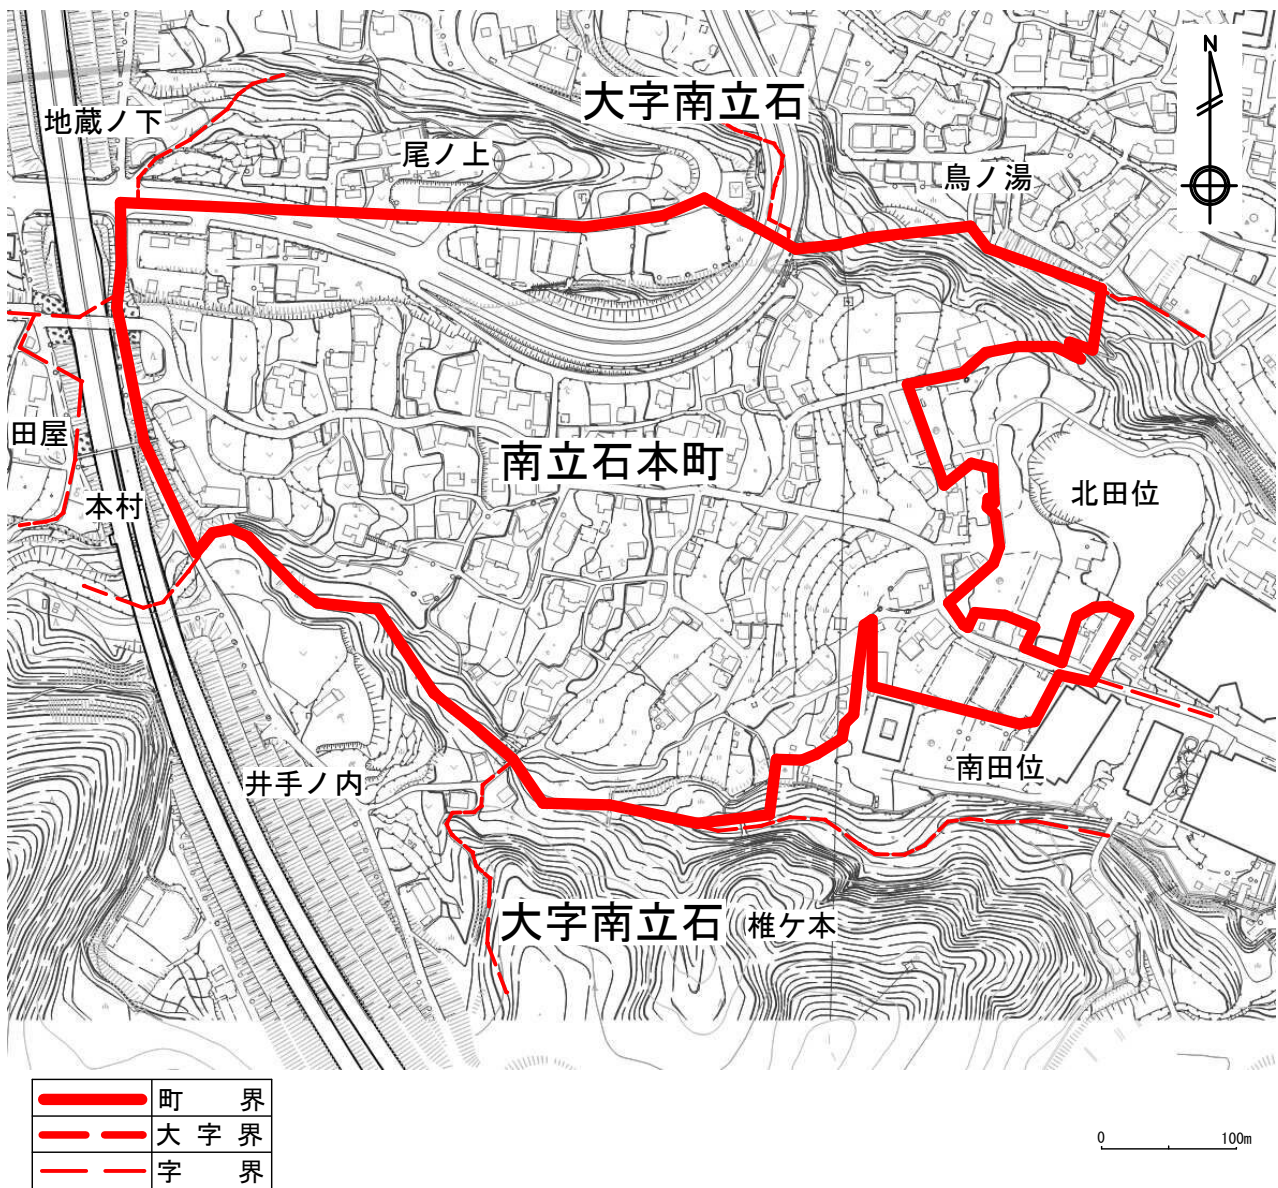 N
大字南立石
地蔵ノ下
尾ノ上
鳥ノ湯
田屋
南立石本町
本村
北田位
井手ノ内
南田位
大字南立石
椎ケ本
町 界
大 字 界
字 界
0 100m